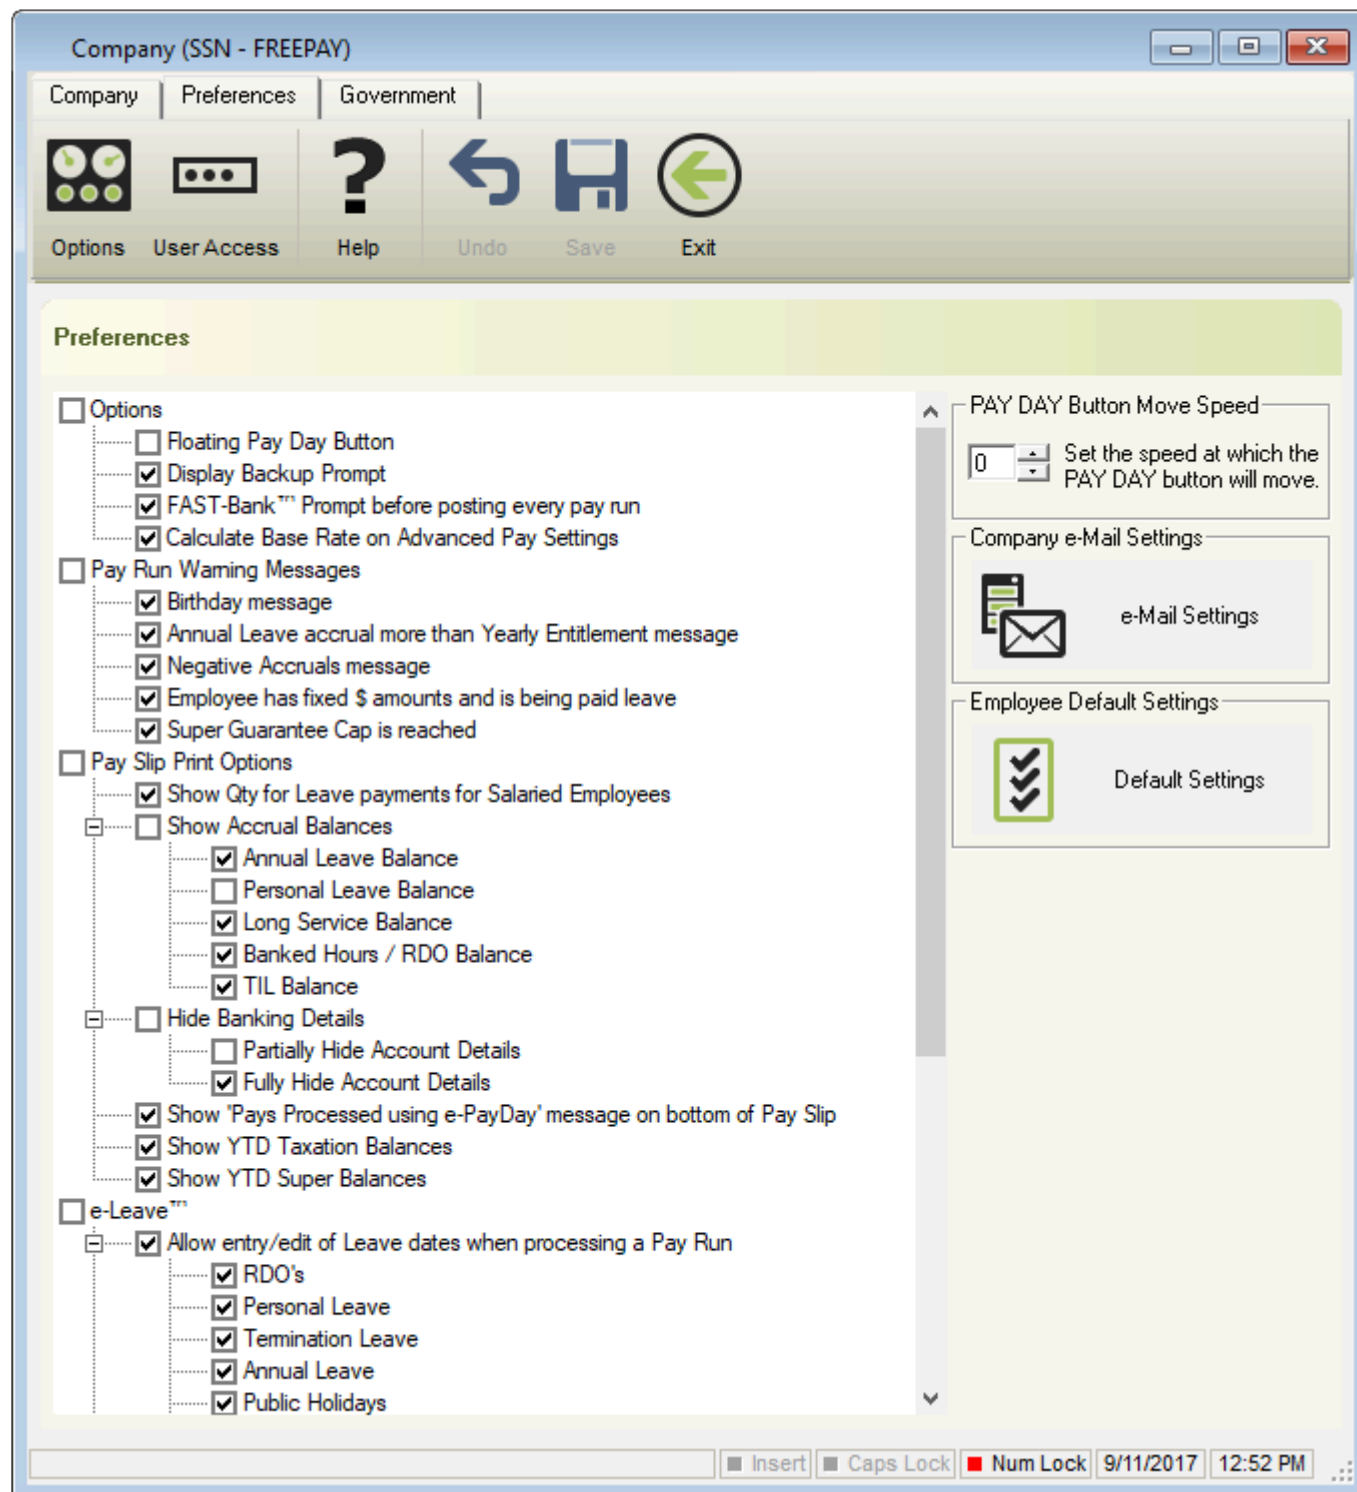 Company (SSN - FREEPAY)
Company Preferences Government
Options User Access Help Undo Save Exit
Preferences
Options
Floating Pay Day Button
Display Backup Prompt
FAST-Bank™ Prompt before posting every pay run
Calculate Base Rate on Advanced Pay Settings
Pay Run Warning Messages
Birthday message
Annual Leave accrual more than Yearly Entitlement message
Negative Accruals message
Employee has fixed $ amounts and is being paid leave
Super Guarantee Cap is reached
Pay Slip Print Options
Show Qty for Leave payments for Salaried Employees
Show Accrual Balances
Annual Leave Balance
Personal Leave Balance
Long Service Balance
Banked Hours / RDO Balance
TIL Balance
Hide Banking Details
Partially Hide Account Details
Fully Hide Account Details
Show 'Pays Processed using e-PayDay' message on bottom of Pay Slip
Show YTD Taxation Balances
Show YTD Super Balances
e-Leave™
Allow entry/edit of Leave dates when processing a Pay Run
RDO's
Personal Leave
Termination Leave
Annual Leave
Public Holidays
PAY DAY Button Move Speed
0
Set the speed at which the
PAY DAY button will move.
Company e-Mail Settings
e-Mail Settings
Employee Default Settings
Default Settings
Insert Caps Lock Num Lock 9/11/2017 12:52 PM